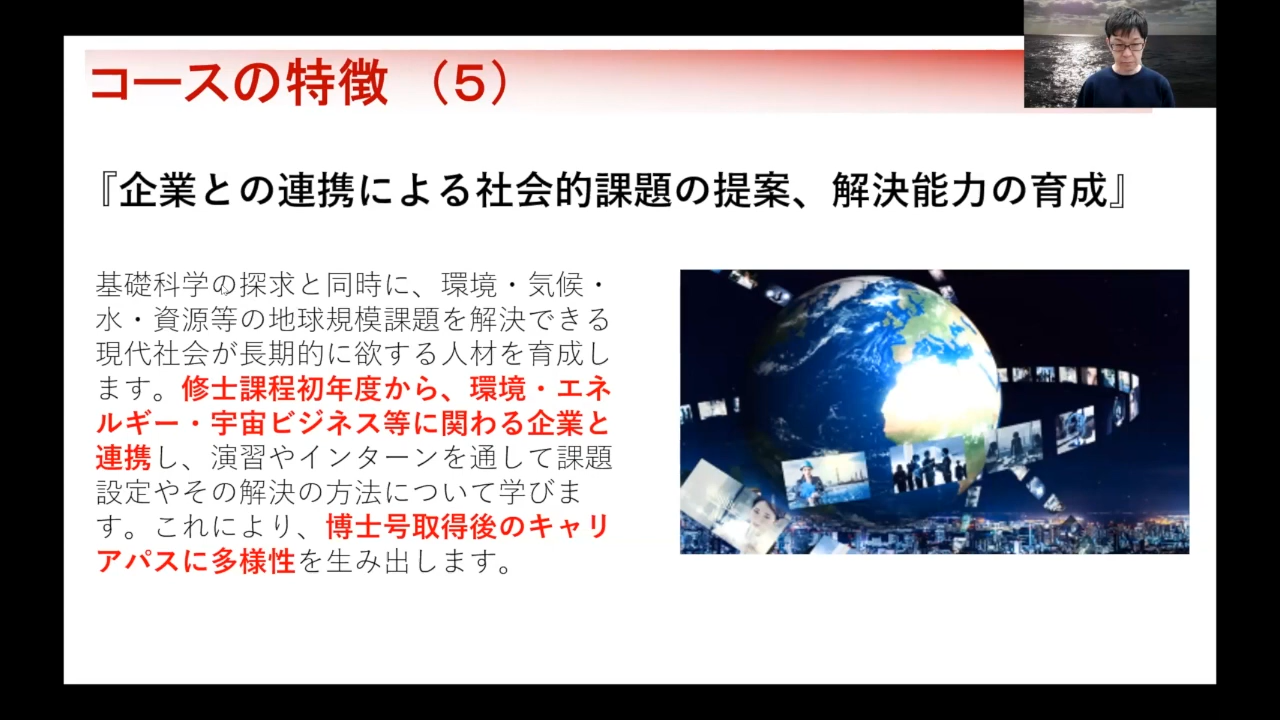 コースの特徴 （5）
『企業との連携による社会的課題の提案、解決能力の育成』
基礎科学の探求と同時に、環境・気候・
水・資源等の地球規模課題を解決できる
現代社会が長期的に欲する人材を育成し
ます。修士課程初年度から、環境・エネ
ルギー・宇宙ビジネス等に関わる企業と
連携し、演習やインターンを通して課題
設定やその解決の方法について学びま
す。これにより、博士号取得後のキャリ
アパスに多様性を生み出します。